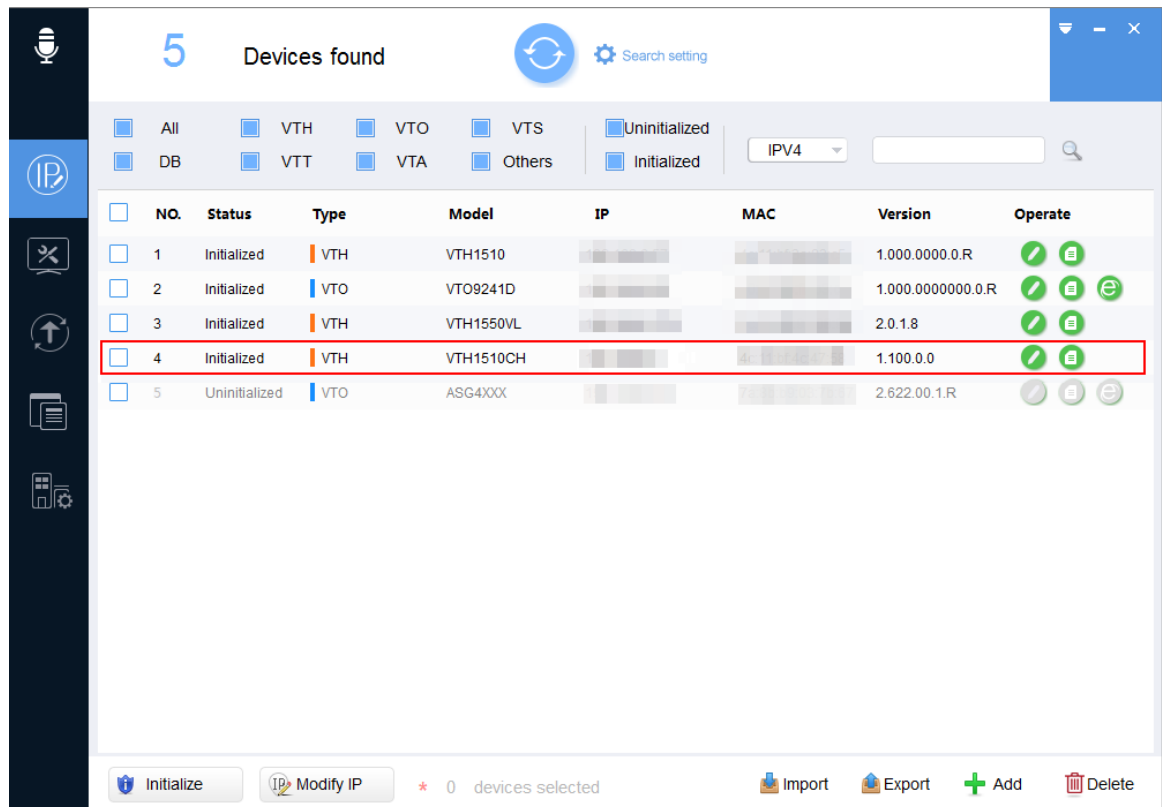 5 Devices found Search setting
All VTH VTO VTS Uninitialized
DB VTT VTA Others Initialized
IPV4
NO. Status Type Model IP MAC Version Operate
1 Initialized VTH VTH1510 1.000.0000.0.R
2 Initialized VTO VTO9241D 1.000.0000000.0.R
3 Initialized VTH VTH1550VL 2.0.1.8
4 Initialized VTH VTH1510CH 1.100.0.0
5 Uninitialized VTO ASG4XXX 2.622.00.1.R
Initialize IP Modify IP * 0 devices selected Import Export Add Delete